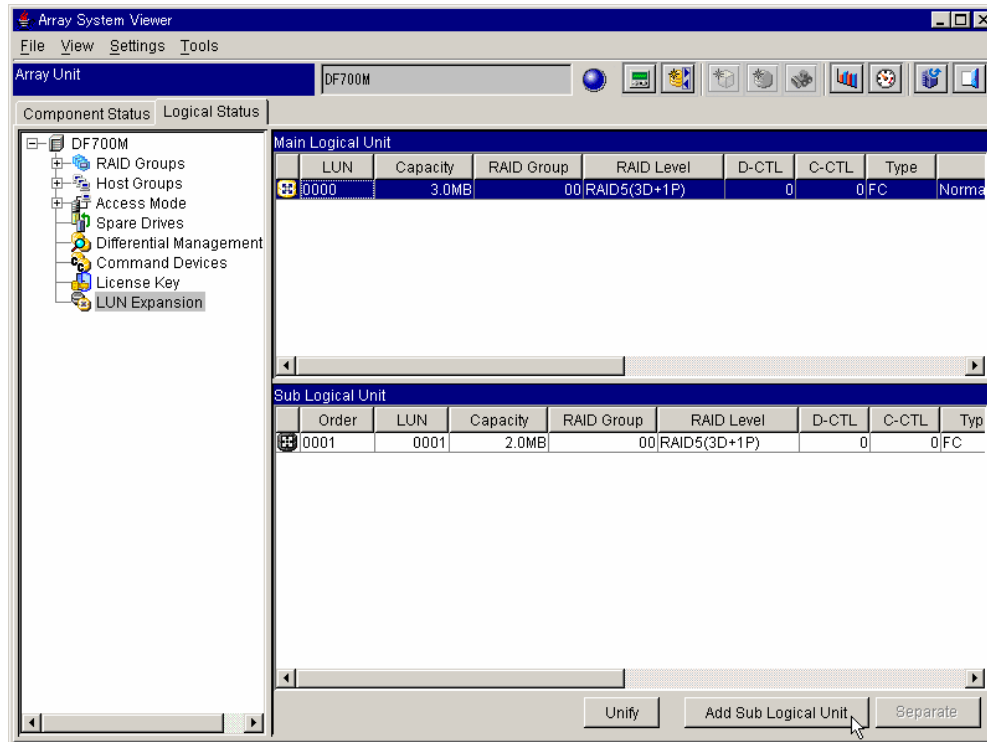 Array System Viewer
File View Settings Tools
Array Unit
DF700M
Component Status Logical Status
DF700M
RAID Groups
Host Groups
Access Mode
Spare Drives
Differential Management
Command Devices
License Key
LUN Expansion
Main Logical Unit
LUN Capacity RAID Group RAID Level D-CTL C-CTL Type
0000 3.0MB 00 RAID5(3D+1P) 0 0 FC Norma
Sub Logical Unit
Order LUN Capacity RAID Group RAID Level D-CTL C-CTL Typ
0001 0001 2.0MB 00 RAID5(3D+1P) 0 0 FC
Unify Add Sub Logical Unit Separate